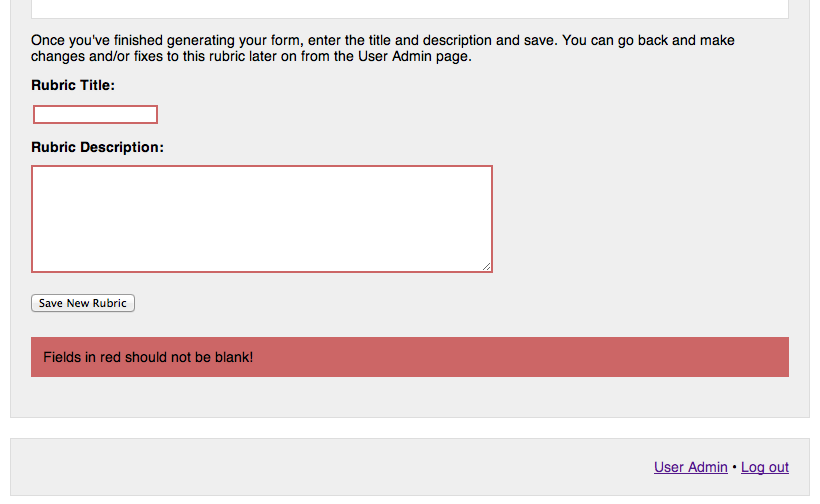 Once you've finished generating your form, enter the title and description and save. You can go back and make
changes and/or fixes to this rubric later on from the User Admin page.
Rubric Title:
Rubric Description:
Save New Rubric
Fields in red should not be blank!
User Admin • Log out